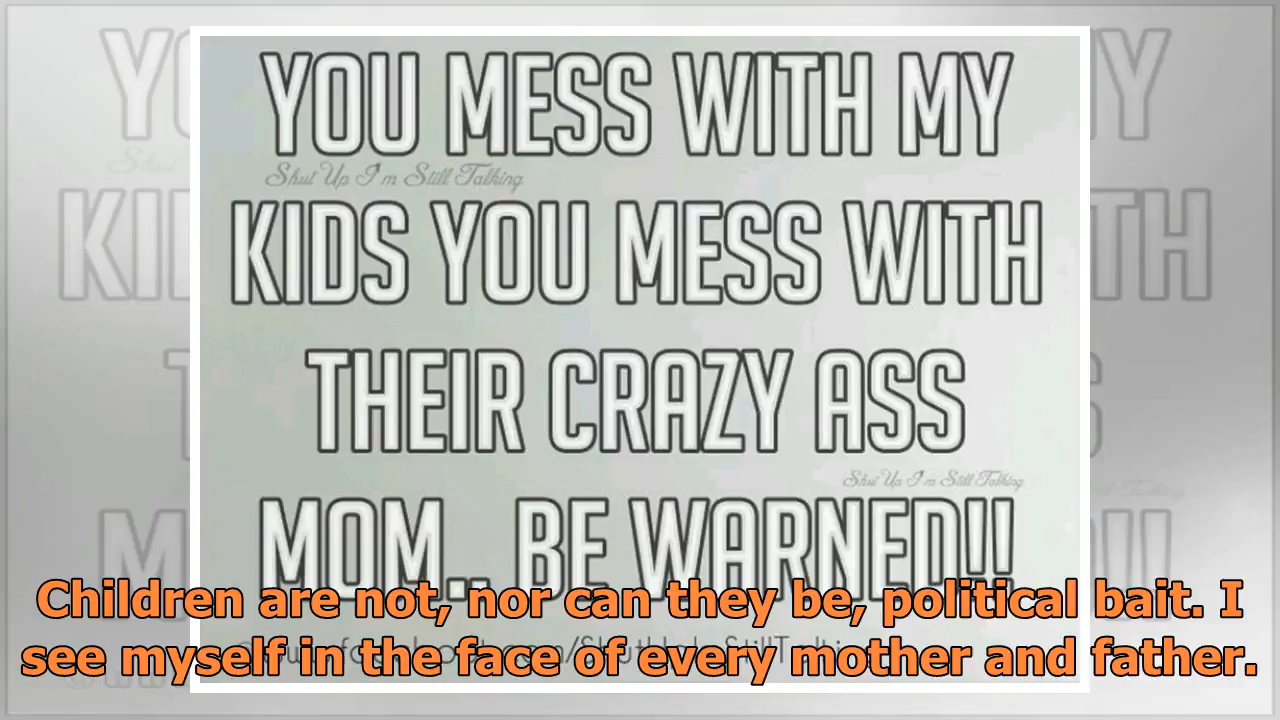 YOU MESS WITH MY
Shut Up I'm Still Talking
KIDS YOU MESS WITH
THEIR CRAZY ASS
Shut Up I'm Still Talking
MOM.. BE WARNED!!
Children are not, nor can they be, political bait. I
see myself in the face of every mother and father.